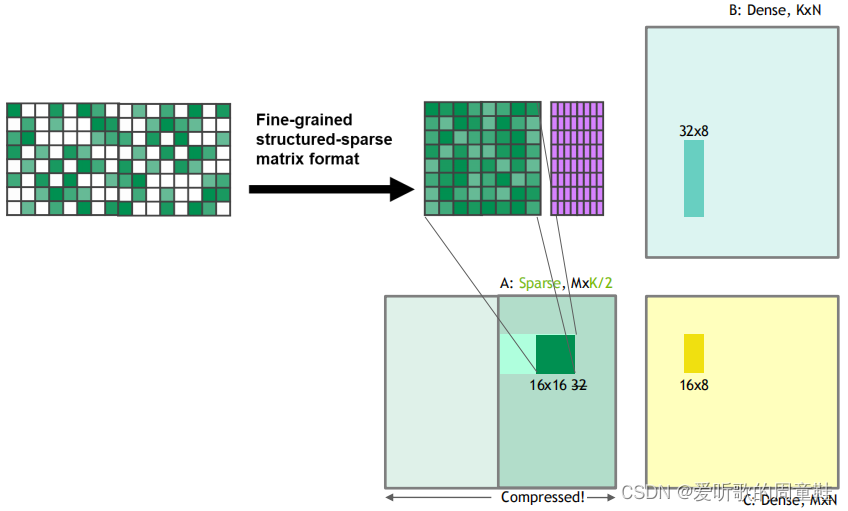 B: Dense, KxN
Fine-grained
structured-sparse
matrix format
32x8
A: Sparse, MxK/2
16x16 32
16x8
Compressed!
CSDN @爱听歌的周童鞋
C: Dense, MxN